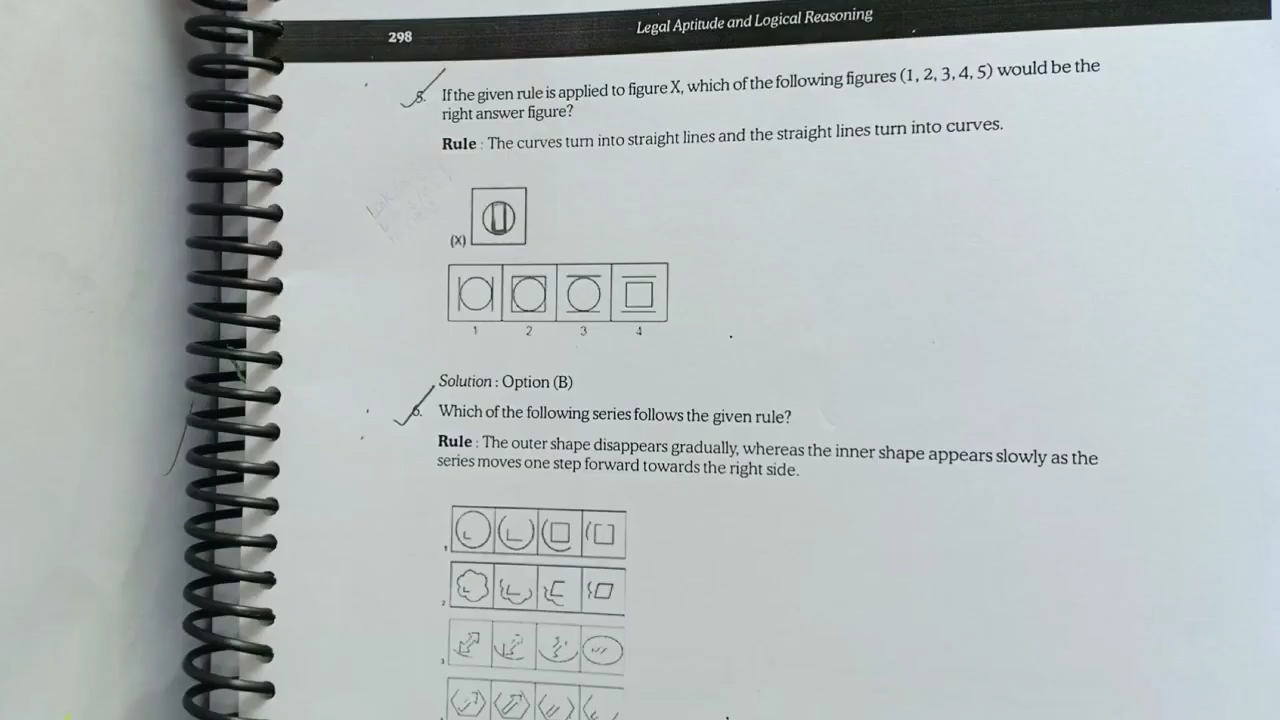 298
Legal Aptitude and Logical Reasoning
5. If the given rule is applied to figure X, which of the following figures (1, 2, 3, 4, 5) would be the
right answer figure?
Rule : The curves turn into straight lines and the straight lines turn into curves.
(X)
1 2 3 4
Solution : Option (B)
6. Which of the following series follows the given rule?
Rule : The outer shape disappears gradually, whereas the inner shape appears slowly as the
series moves one step forward towards the right side.
1
2
3